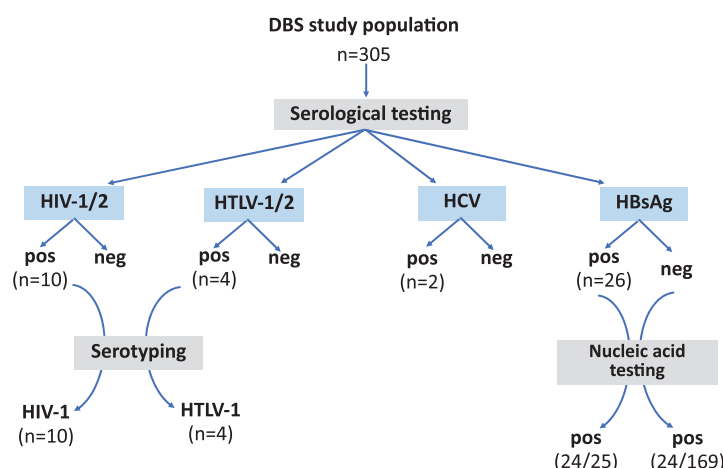 DBS study population
n=305
Serological testing
HIV-1/2
HTLV-1/2
HCV
HBsAg
pos
neg
pos
neg
pos
neg
pos
neg
(n=10)
(n=4)
(n=2)
(n=26)
Serotyping
Nucleic acid
testing
HIV-1
HTLV-1
(n=10)
(n=4)
pos
pos
(24/25)
(24/169)